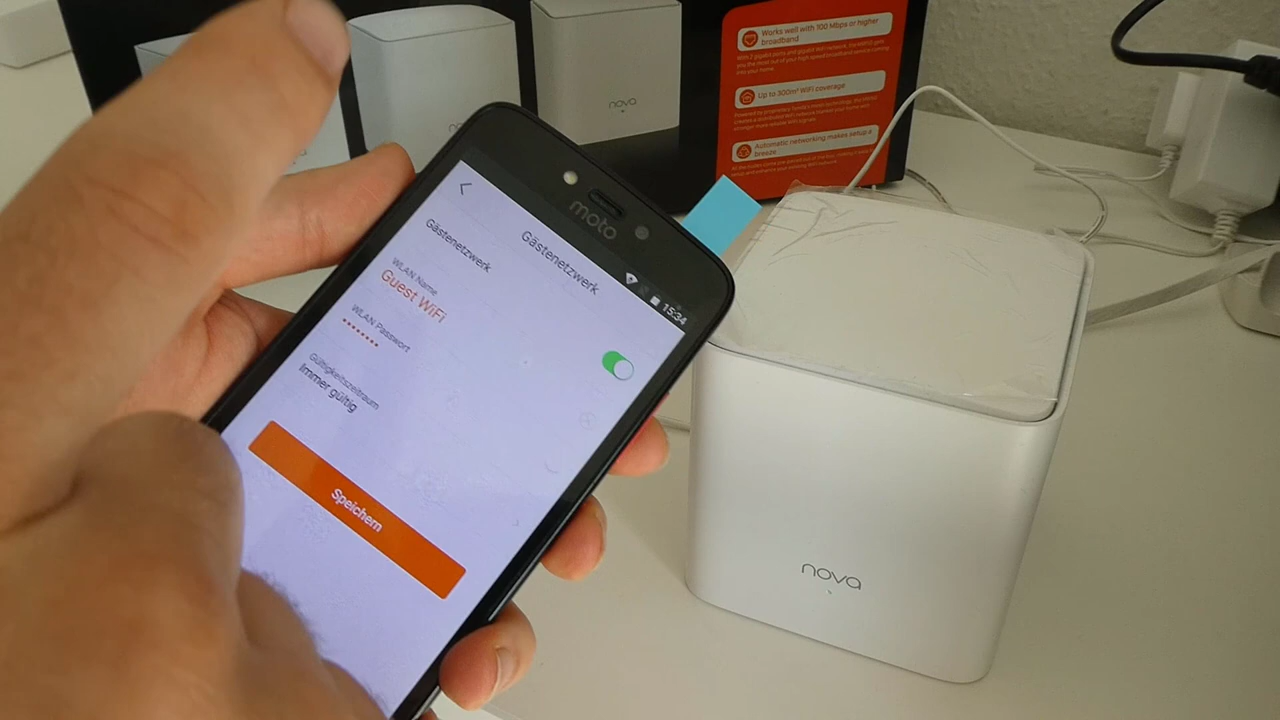 Works well with 100 Mbps or higher
broadband
Up to 300m² WiFi coverage
Automatic networking makes setup a
breeze
nova
moto
15:34
Gästenetzwerk
Gästenetzwerk
WLAN Name
Guest WiFi
WLAN Passwort
Gültigkeitszeitraum
Immer gültig
Speichern
nova